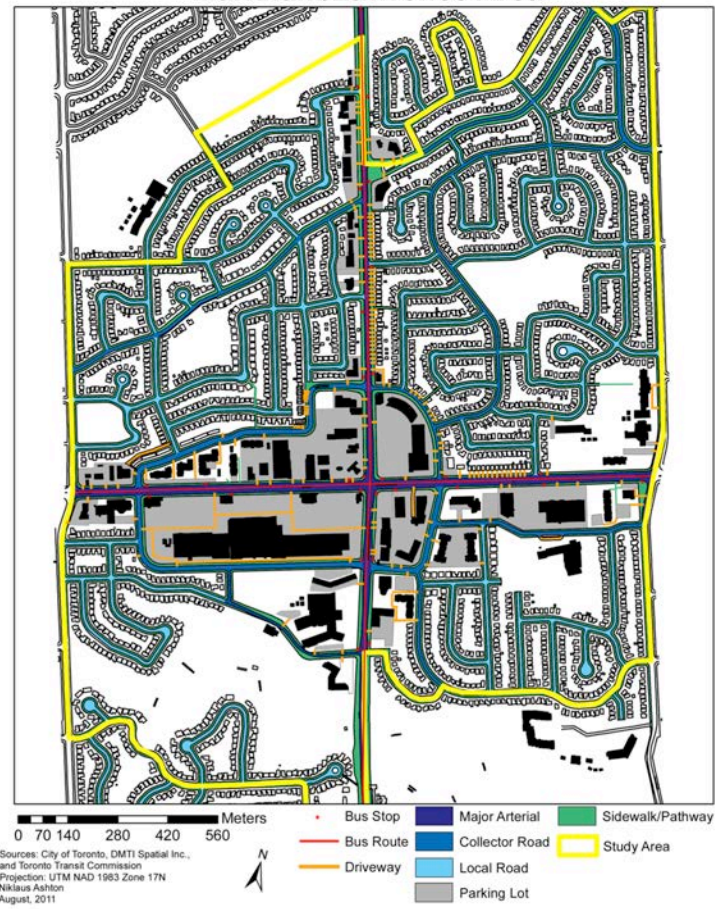 0 70 140 280 420 560 Meters
Sources: City of Toronto, DMTI Spatial Inc.,
and Toronto Transit Commission
Projection: UTM NAD 1983 Zone 17N
Niklaus Ashton
August, 2011
N
Bus Stop
Bus Route
Driveway
Major Arterial
Collector Road
Local Road
Parking Lot
Sidewalk/Pathway
Study Area